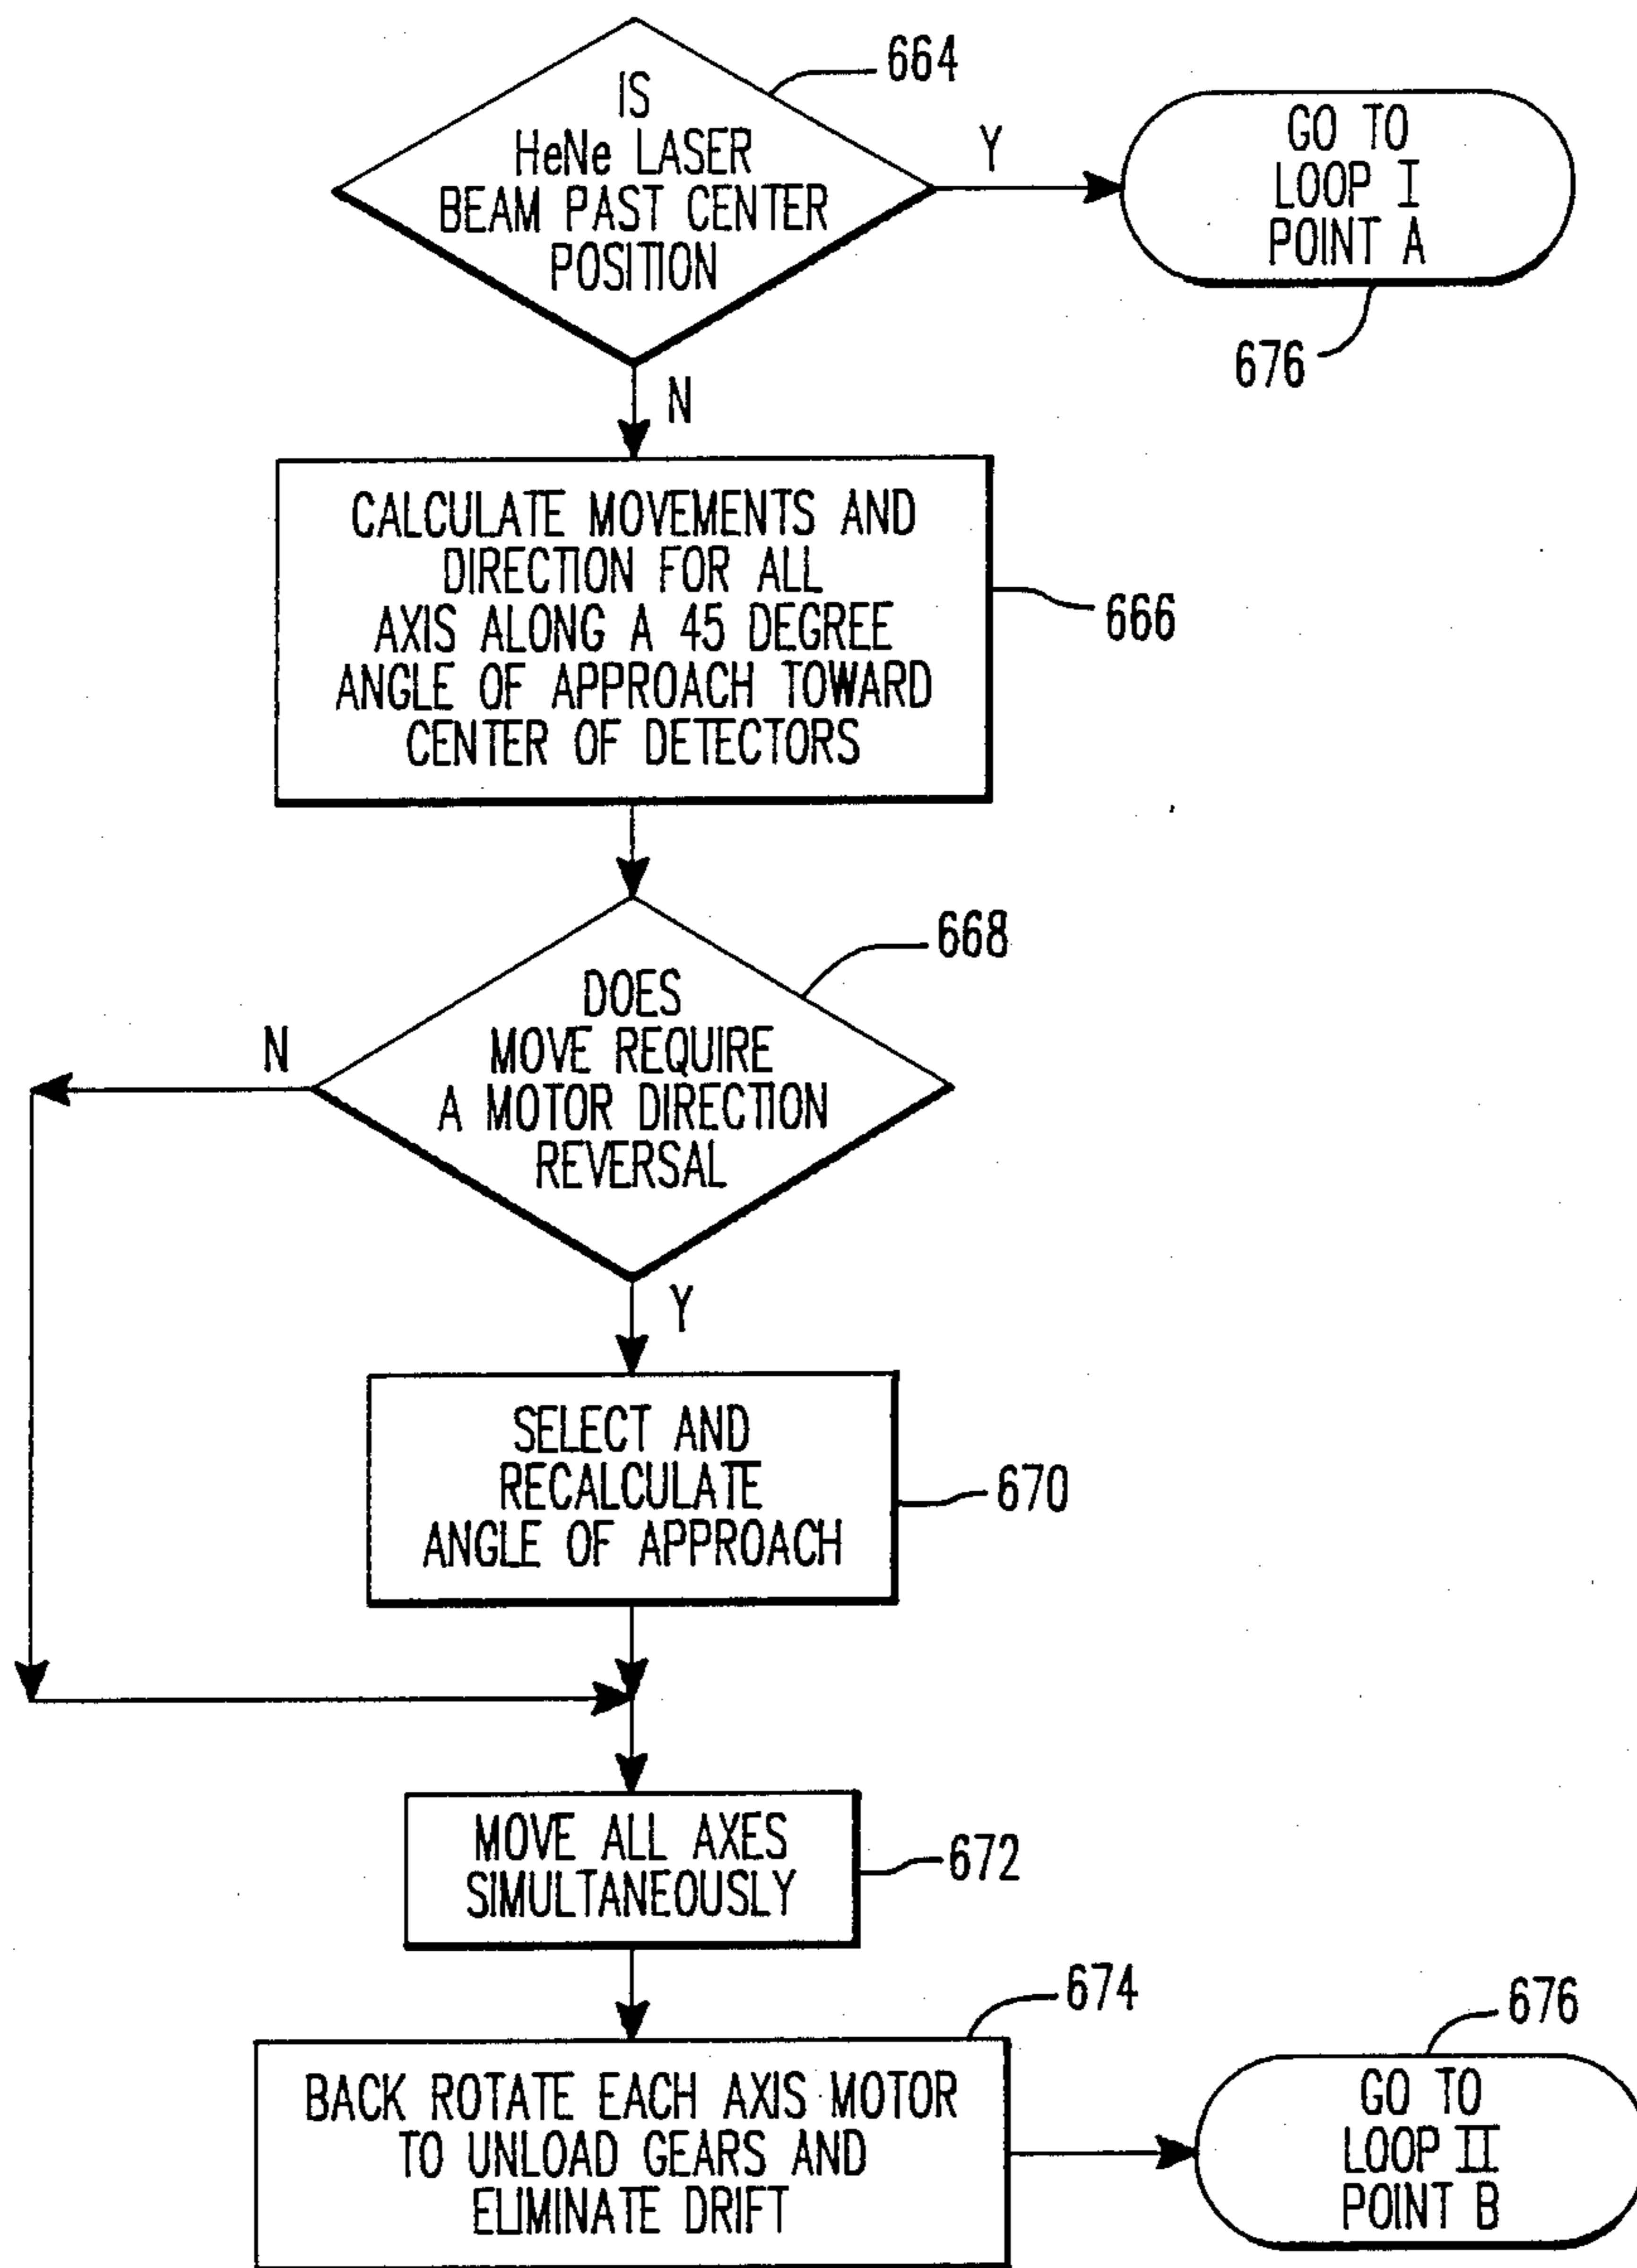 IS
HeNe LASER
BEAM PAST CENTER
POSITION
664
Y
GO TO
LOOP I
POINT A
676
N
CALCULATE MOVEMENTS AND
DIRECTION FOR ALL
AXIS ALONG A 45 DEGREE
ANGLE OF APPROACH TOWARD
CENTER OF DETECTORS
666
DOES
MOVE REQUIRE
A MOTOR DIRECTION
REVERSAL
668
N
Y
SELECT AND
RECALCULATE
ANGLE OF APPROACH
670
MOVE ALL AXES
SIMULTANEOUSLY
672
BACK ROTATE EACH AXIS MOTOR
TO UNLOAD GEARS AND
ELIMINATE DRIFT
674
GO TO
LOOP II
POINT B
676